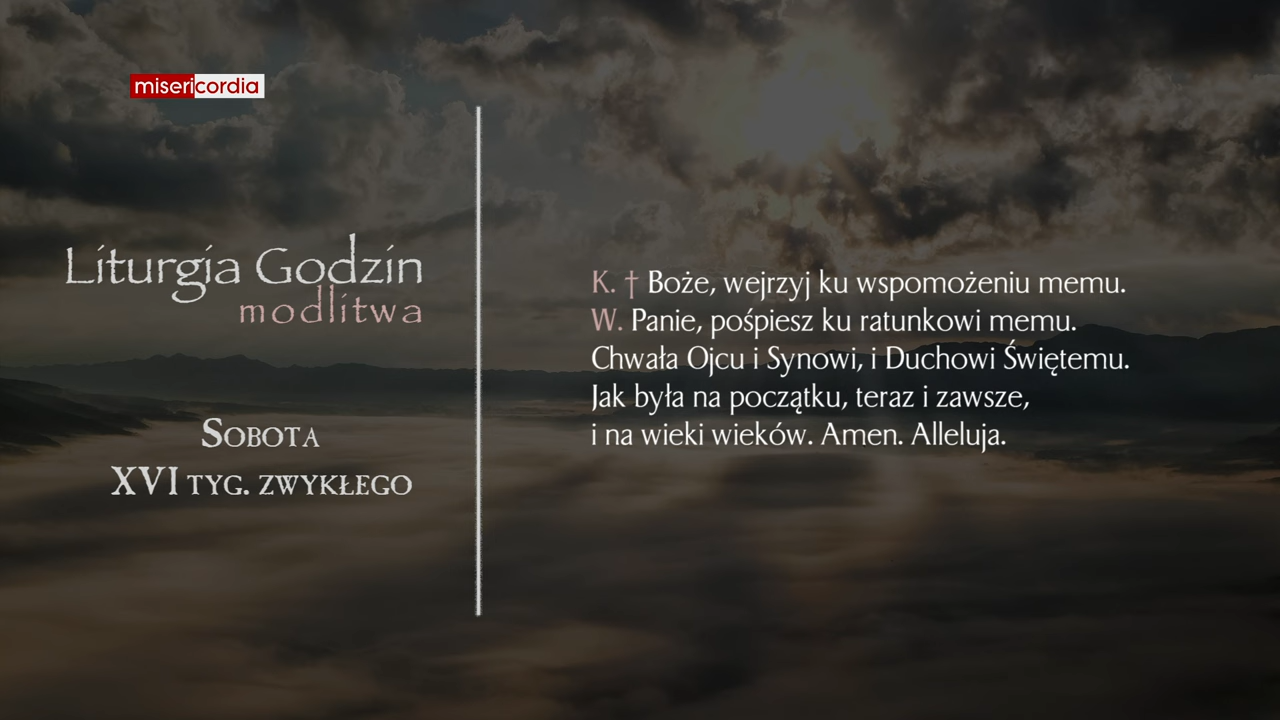 misericordia
Liturgia Godzin
modlitwa
Sobota
XVI tyg. zwykłego
K. † Boże, wejrzyj ku wspomożeniu memu.
W. Panie, pośpiesz ku ratunkowi memu.
Chwała Ojcu i Synowi, i Duchowi Świętemu.
Jak była na początku, teraz i zawsze,
i na wieki wieków. Amen. Alleluja.